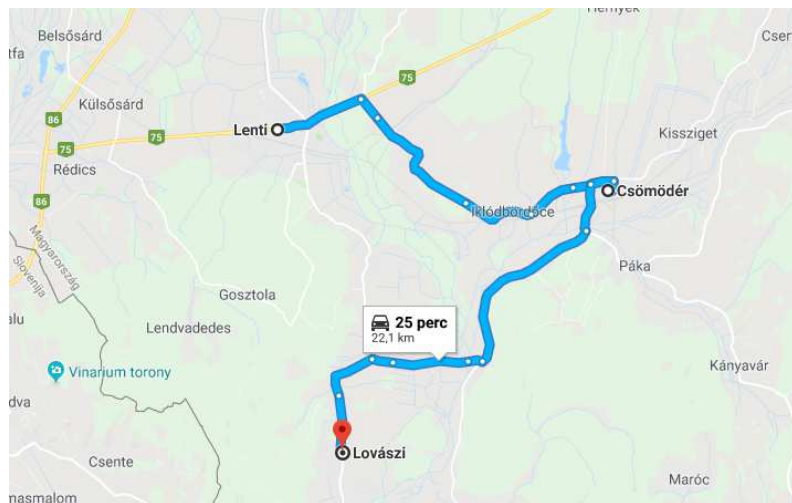 Hernyék
Belsősárd
Cser
tfa
75
Külsősárd
86
Lenti
75
75
Kissziget
Rédics
Csömödér
86
Iklódbördőce
Magyarország
Slovenija
Páka
Gosztola
alu
Lendvadedes
25 perc
22,1 km
Vinarium torony
Kányavár
dva
Lovászi
Csente
Maróc
masmalom